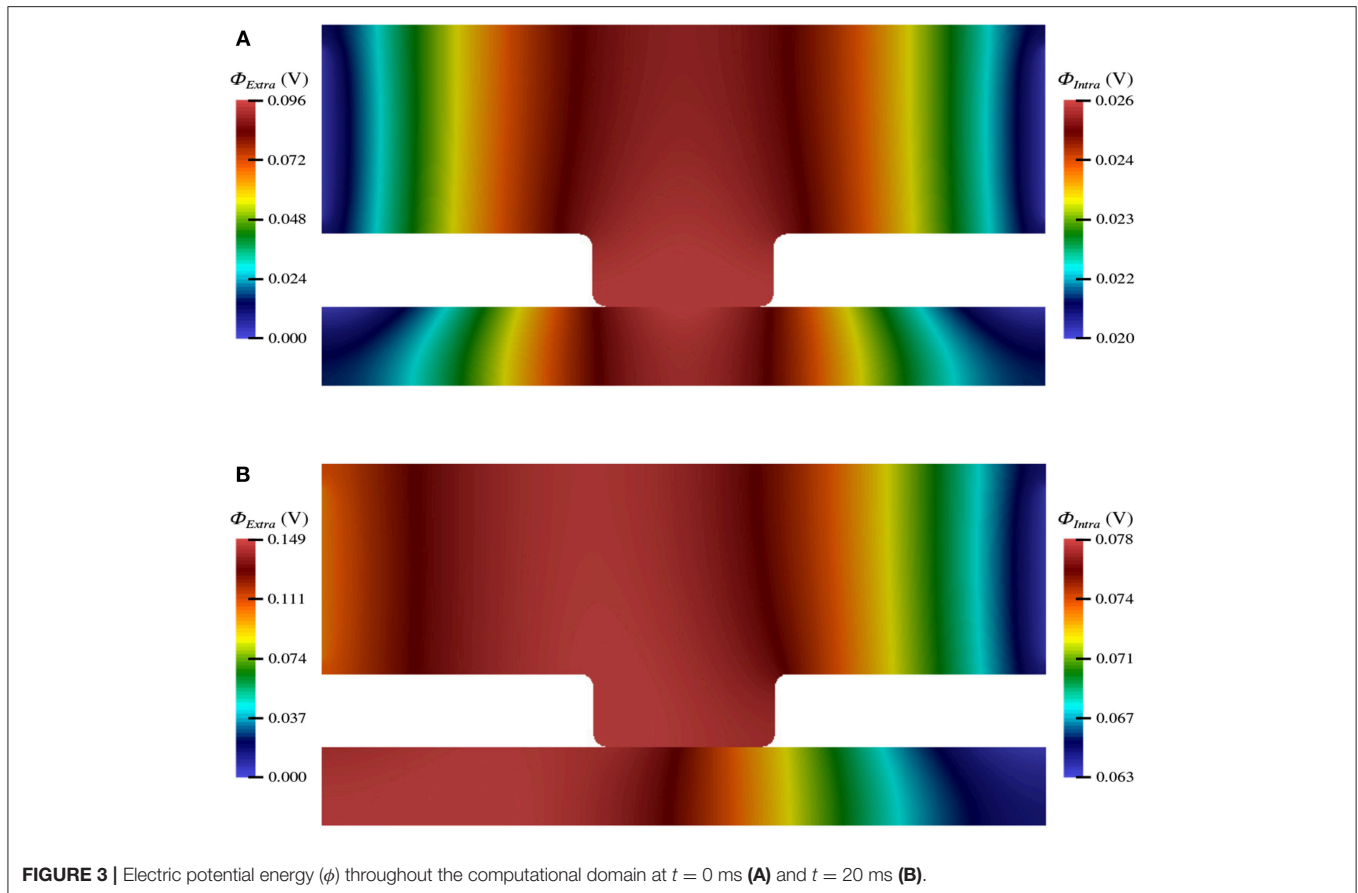 A
Φ_Extra (V)
0.096
0.072
0.048
0.024
0.000
Φ_Intra (V)
0.026
0.024
0.023
0.022
0.020
B
Φ_Extra (V)
0.149
0.111
0.074
0.037
0.000
Φ_Intra (V)
0.078
0.074
0.071
0.067
0.063
FIGURE 3 | Electric potential energy (ϕ) throughout the computational domain at t = 0 ms (A) and t = 20 ms (B).